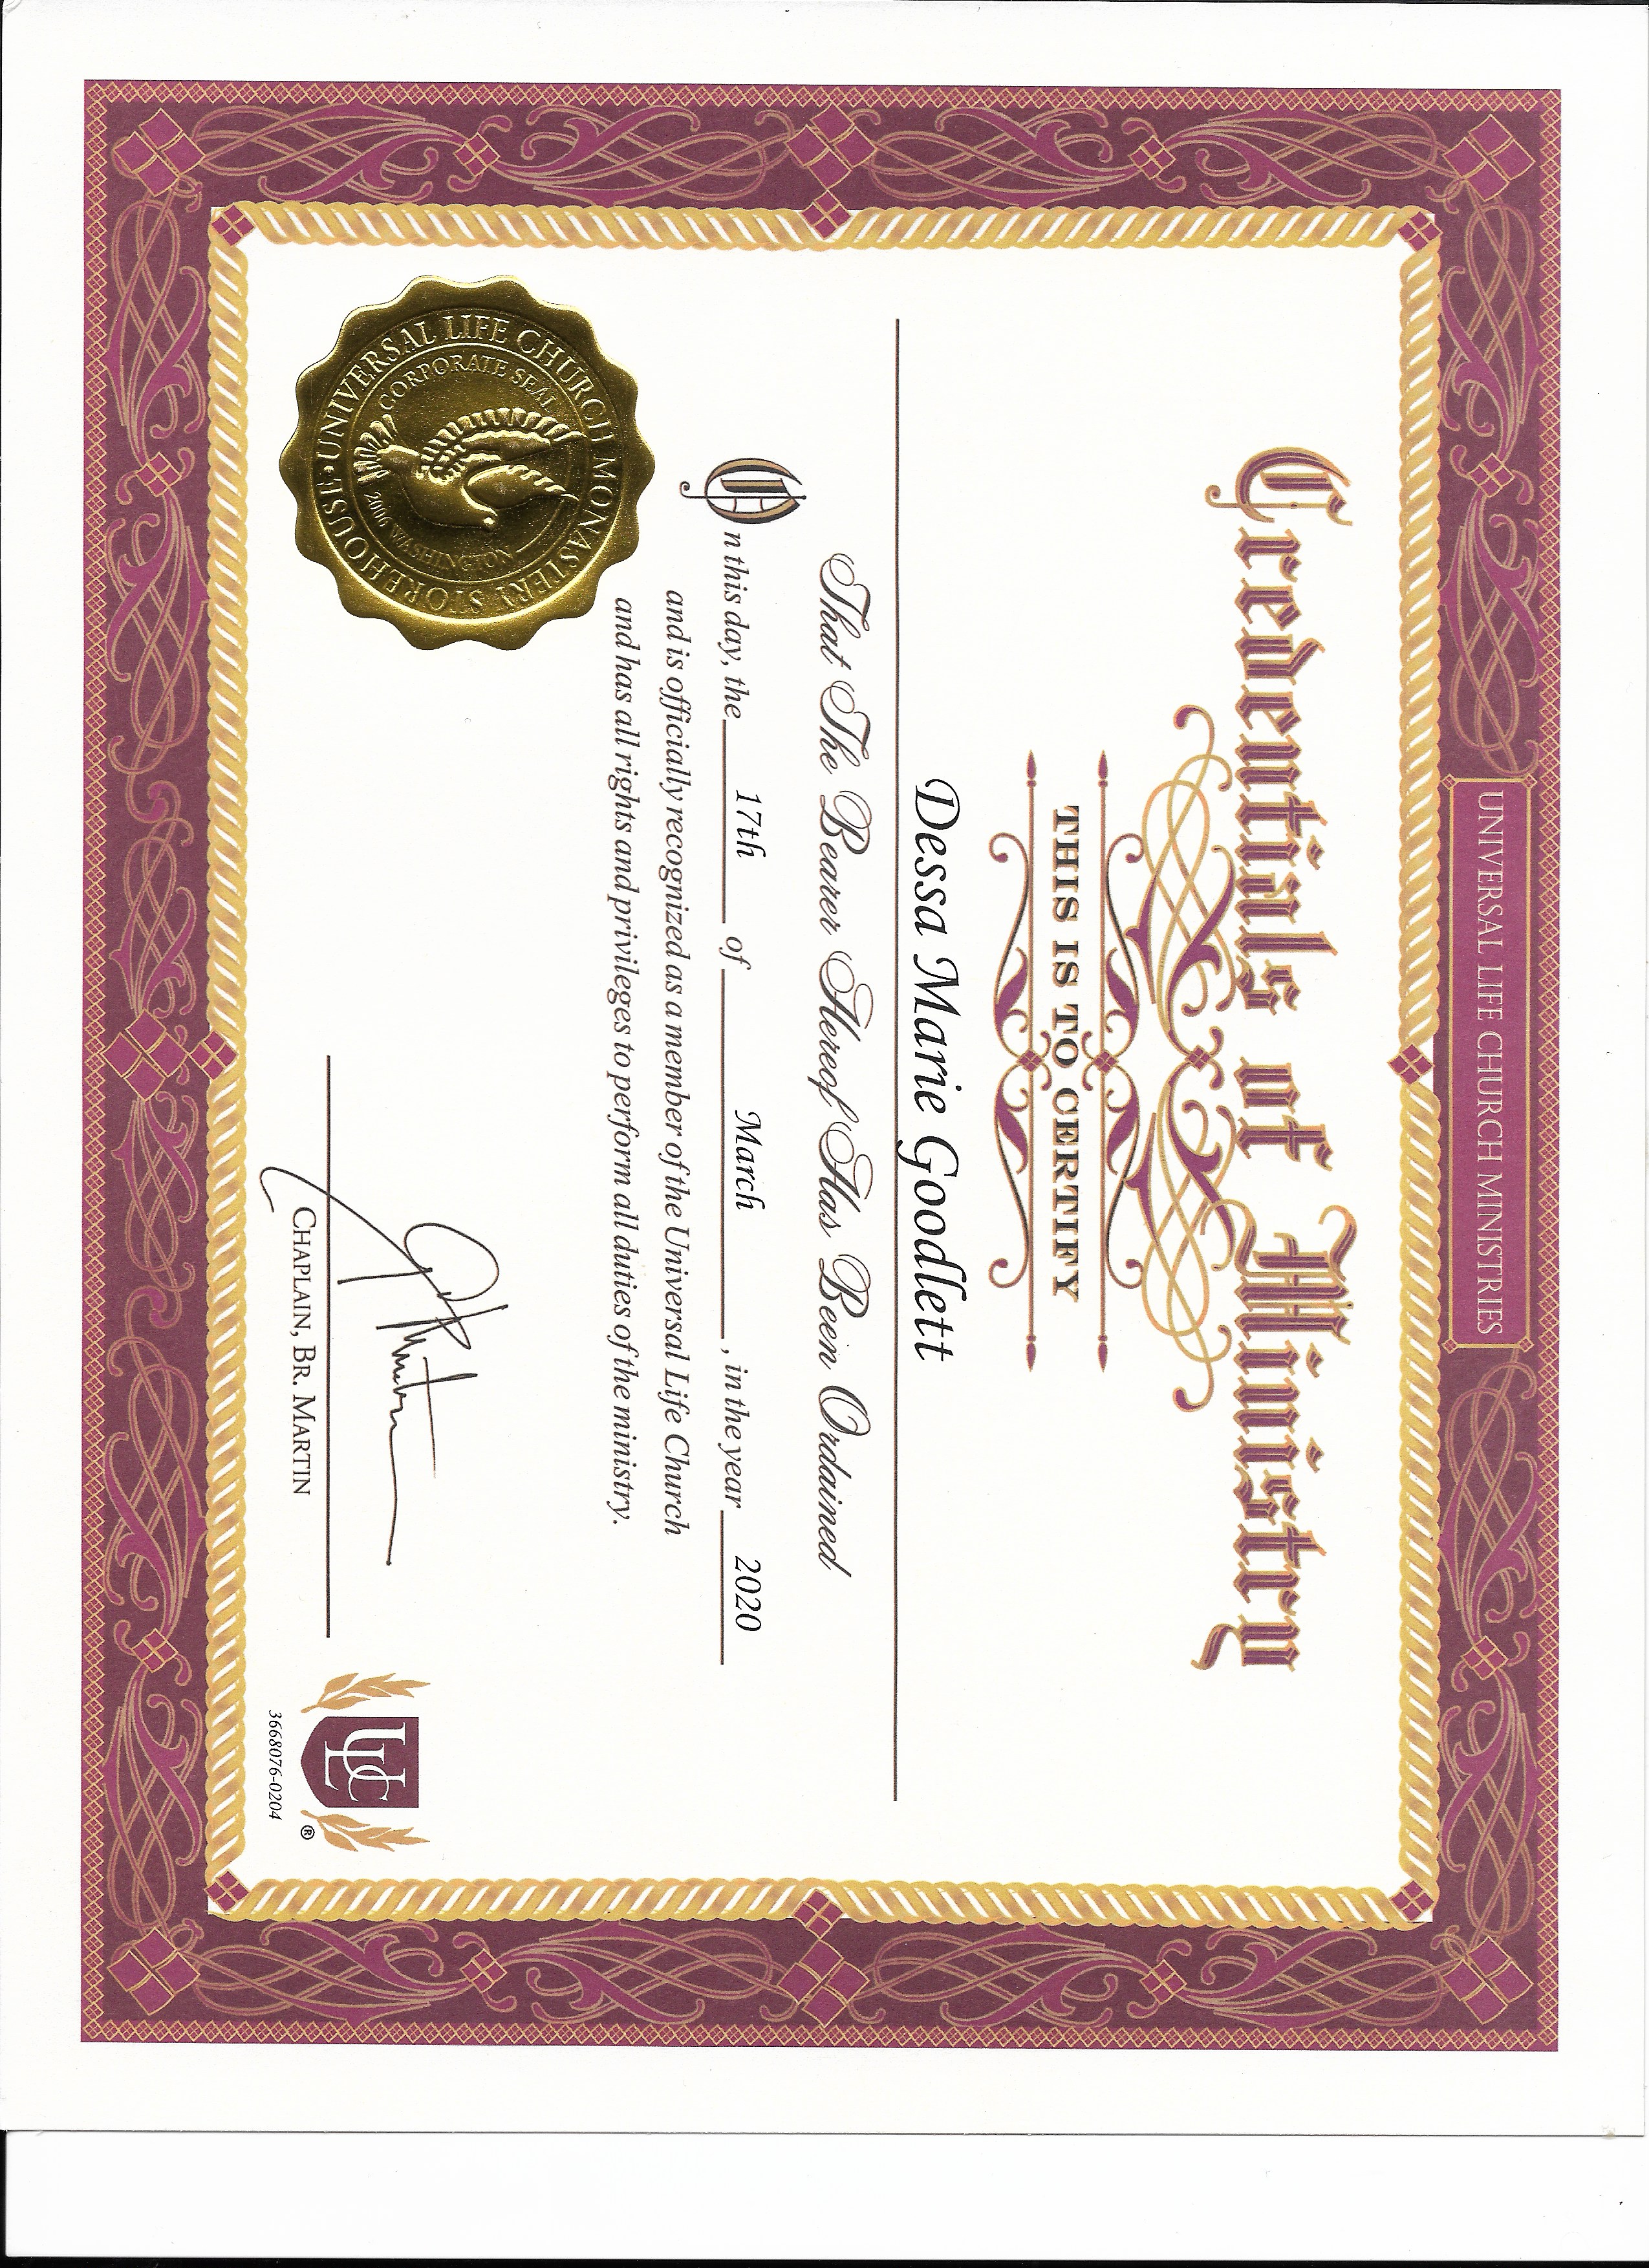 UNIVERSAL LIFE CHURCH MINISTRIES
Credentials of Ministry
THIS IS TO CERTIFY
Dessa Marie Goodlett
That The Bearer Hereof Has Been Ordained
On this day, the 17th of March , in the year 2020
and is officially recognized as a member of the Universal Life Church
and has all rights and privileges to perform all duties of the ministry.
UNIVERSAL LIFE CHURCH MONASTERY STOREHOUSE •
CORPORATE SEAL
2006 WASHINGTON
CHAPLAIN, BR. MARTIN
ULC ®
3668076-0204